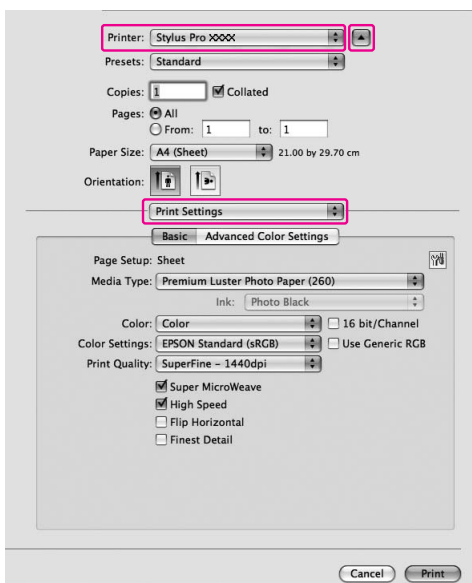 Printer: Stylus Pro XXXX
Presets: Standard
Copies: 1 Collated
Pages: All
From: 1 to: 1
Paper Size: A4 (Sheet) 21.00 by 29.70 cm
Orientation:
Print Settings
Basic Advanced Color Settings
Page Setup: Sheet
Media Type: Premium Luster Photo Paper (260)
Ink: Photo Black
Color: Color 16 bit/Channel
Color Settings: EPSON Standard (sRGB) Use Generic RGB
Print Quality: SuperFine - 1440dpi
Super MicroWeave
High Speed
Flip Horizontal
Finest Detail
Cancel Print